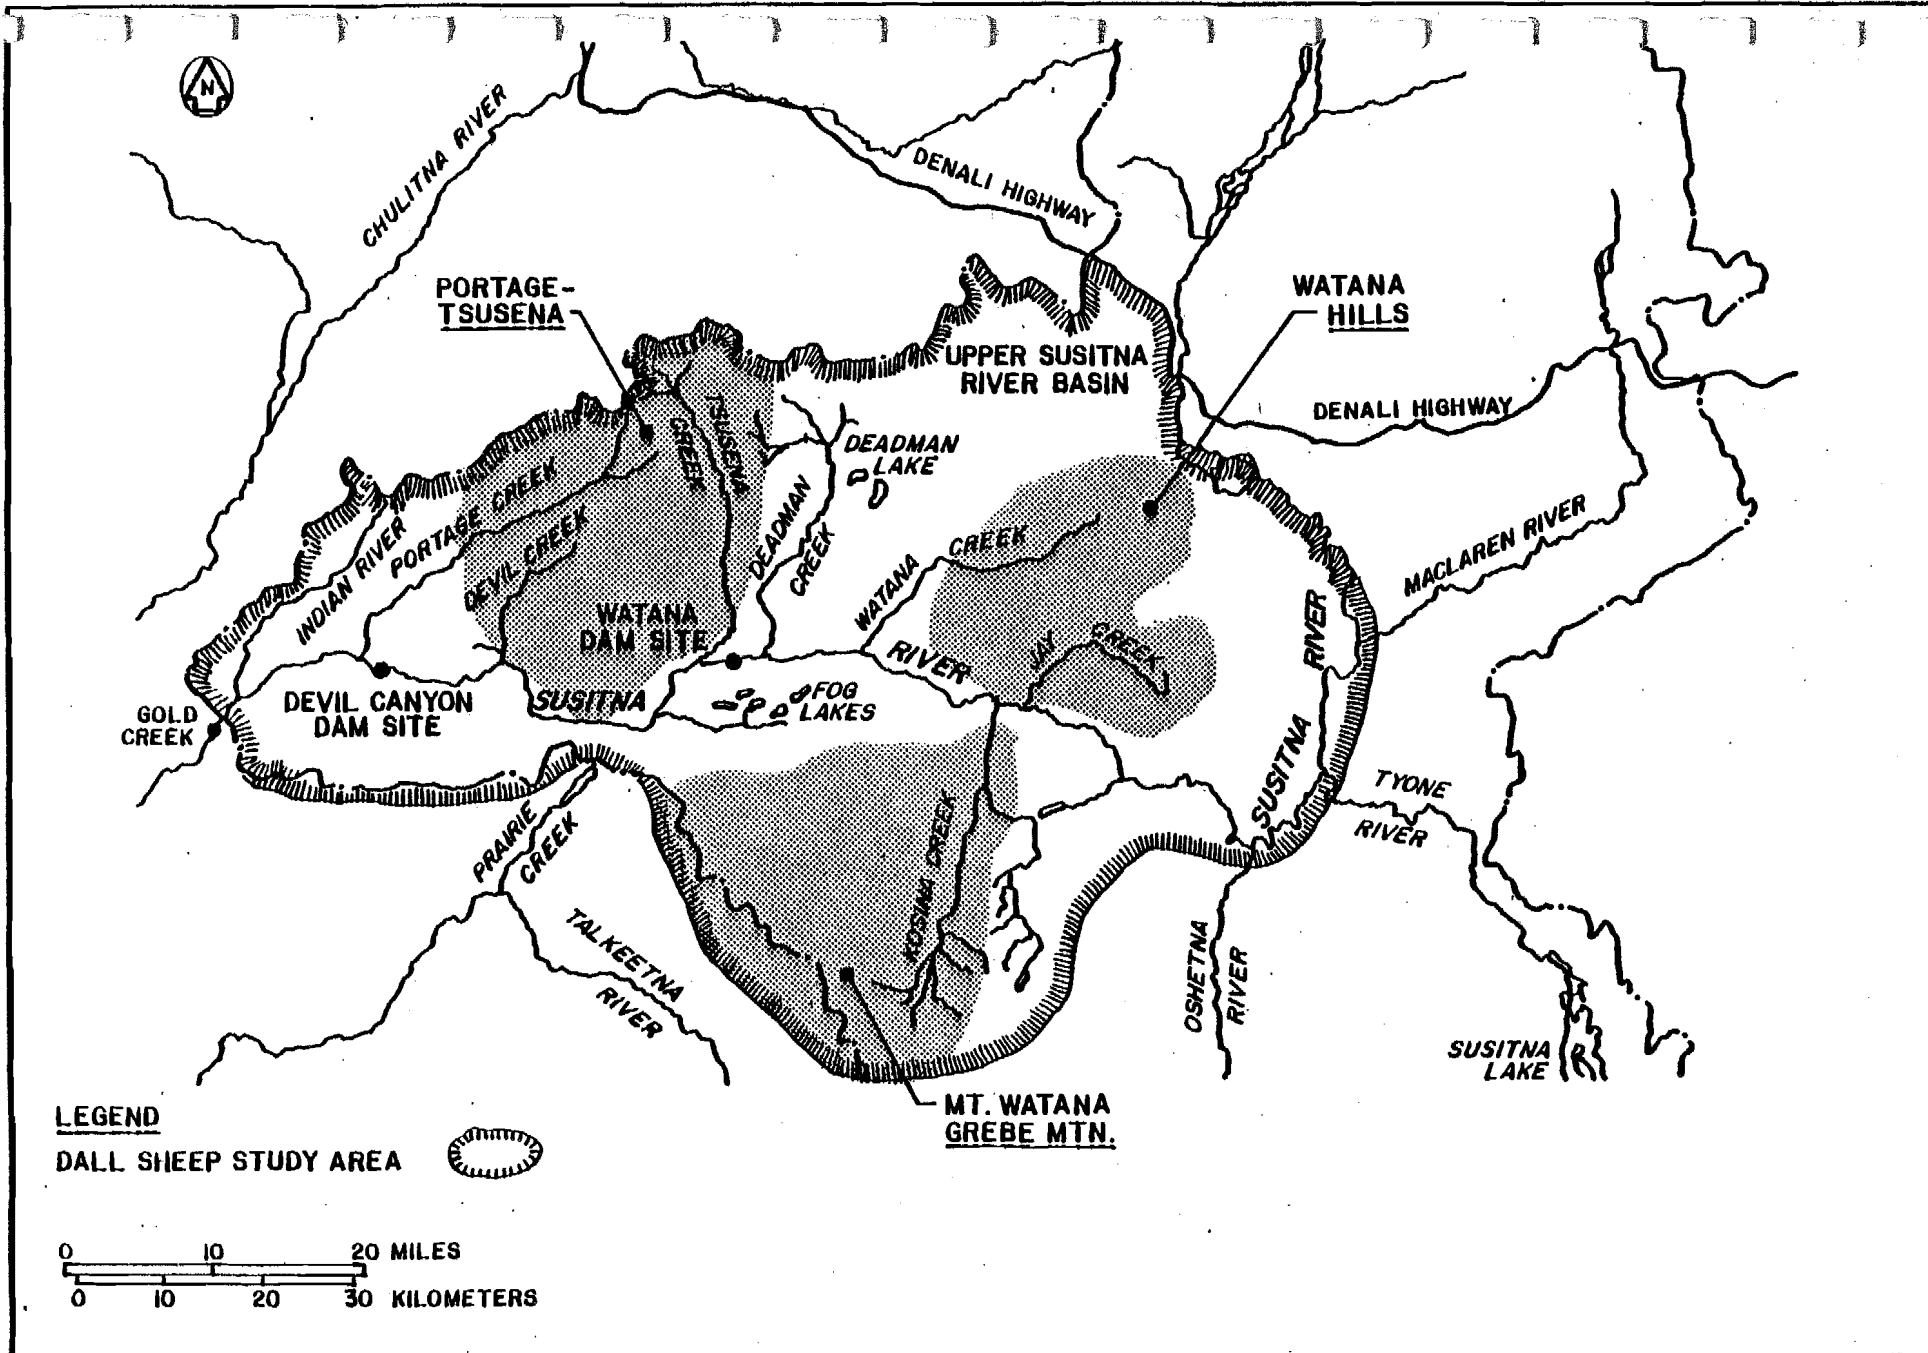 N
CHULITNA RIVER
DENALI HIGHWAY
PORTAGE-
TSUSENA
WATANA
HILLS
UPPER SUSITNA
RIVER BASIN
DENALI HIGHWAY
TSUSENA
CREEK
DEADMAN
LAKE
PORTAGE CREEK
INDIAN RIVER
DEVIL CREEK
DEADMAN
CREEK
WATANA
CREEK
MACLAREN RIVER
WATANA
DAM SITE
JAY
CREEK
RIVER
SUSITNA
RIVER
SUSITNA
FOG
LAKES
DEVIL CANYON
DAM SITE
GOLD
CREEK
TYONE
RIVER
PRAIRIE
CREEK
KOSINA CREEK
TALKEETNA
RIVER
OSHETNA
RIVER
SUSITNA
LAKE
MT. WATANA
GREBE MTN.
LEGEND
DALL SHEEP STUDY AREA
0 10 20 MILES
0 10 20 30 KILOMETERS